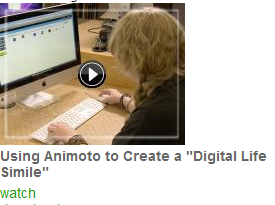 Using Animoto to Create a "Digital Life
Simile"
watch